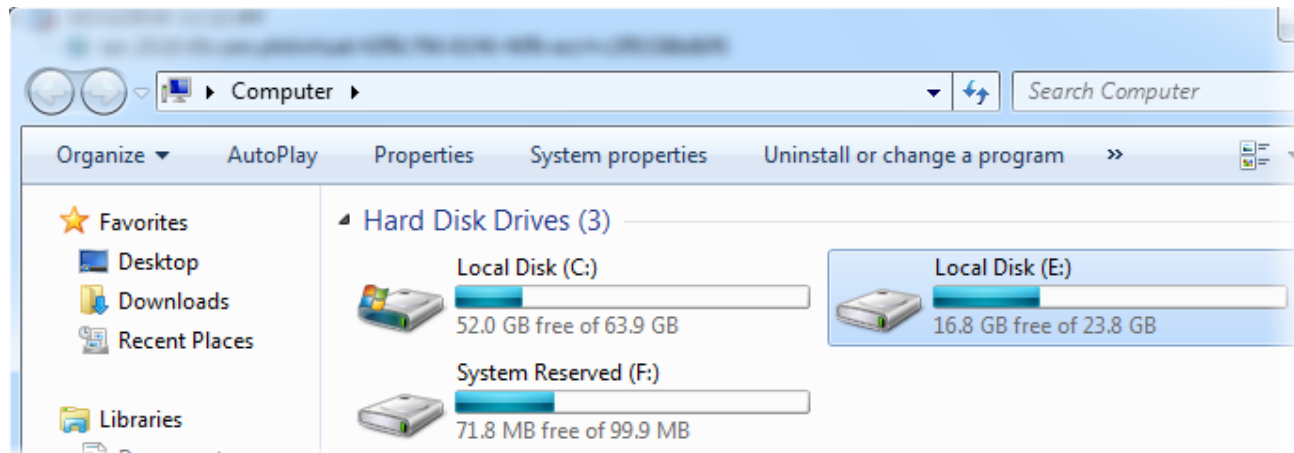 Computer
Search Computer
Organize AutoPlay Properties System properties Uninstall or change a program »
Favorites
Desktop
Downloads
Recent Places
Libraries
Hard Disk Drives (3)
Local Disk (C:)
52.0 GB free of 63.9 GB
Local Disk (E:)
16.8 GB free of 23.8 GB
System Reserved (F:)
71.8 MB free of 99.9 MB